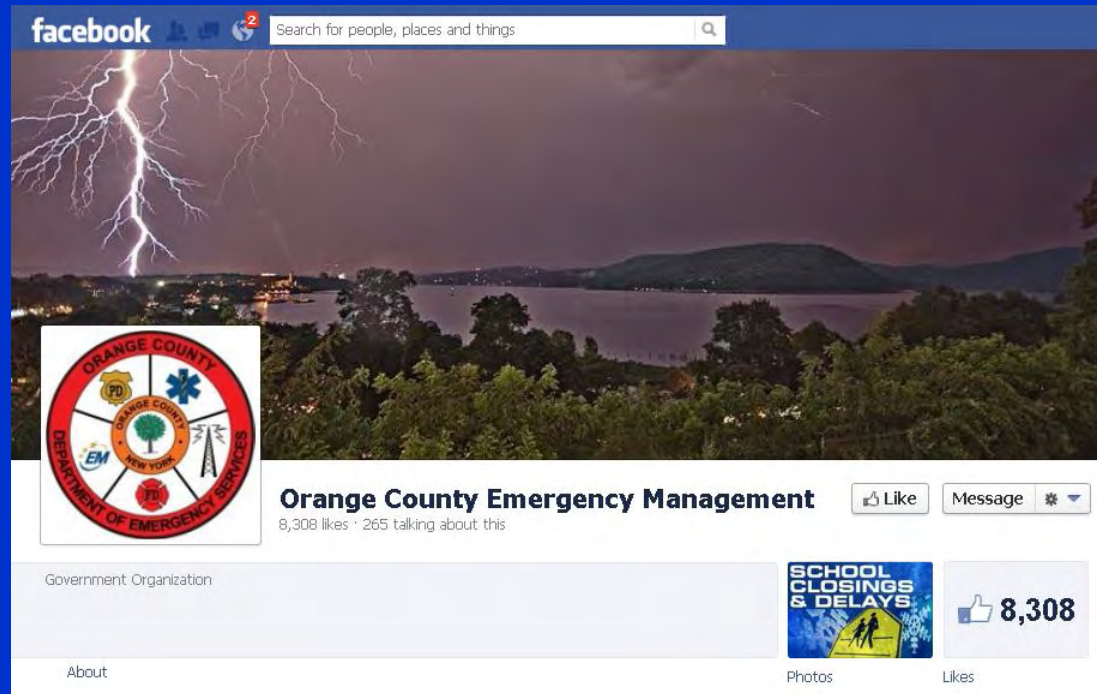 facebook
2
Search for people, places and things
ORANGE COUNTY
DEPARTMENT OF EMERGENCY SERVICES
PD
ORANGE COUNTY
NEW YORK
EM
FD
Orange County Emergency Management
8,308 likes · 265 talking about this
Like
Message
Government Organization
SCHOOL
CLOSINGS
& DELAYS
8,308
About
Photos
Likes